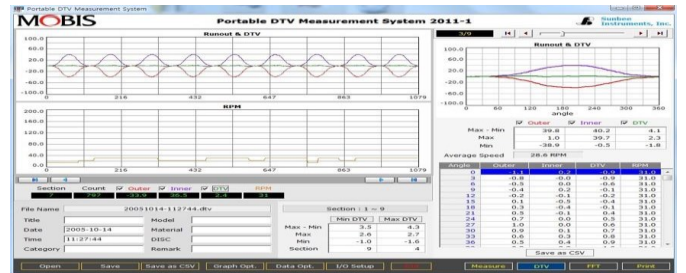 Portable DTV Measurement System
MOBIS
Portable DTV Measurement System 2011-1
Sunbee Instruments, Inc.
Runout & DTV
100.0
60.0
20.0
-20.0
-60.0
-100.0
0 216 432 647 863 1079
RPM
200.0
160.0
120.0
80.0
40.0
0.0
0 216 432 647 863 1079
Section Count Outer Inner DTV RPM
7 797 33.9 36.5 2.4 31
File Name 20051014-112744.dtv
Title Model
Date 2005-10-14 Material
Time 11:27:44 DISC
Category Remark
Section : 1 ~ 9
Min DTV Max DTV
Max - Min 3.5 4.3
Max 2.6 2.7
Min -1.0 -1.6
Section 9 4
3/9
Runout & DTV
100.0
60.0
20.0
-20.0
-60.0
-100.0
0 60 120 180 240 300 360
angle
Outer Inner DTV
Max - Min 39.8 40.2 4.1
Max 1.0 39.7 2.3
Min -38.9 -0.5 -1.8
Average Speed 28.6 RPM
Angle Outer Inner DTV RPM
0 -1.1 0.2 -0.9 31.0
3 -0.8 -0.0 -0.9 31.0
6 -0.5 0.0 -0.6 31.0
9 -0.4 0.2 -0.1 31.0
12 -0.2 -0.1 -0.2 31.0
15 0.1 -0.5 -0.4 31.0
18 0.3 -0.4 -0.1 31.0
21 0.5 -0.1 0.4 31.0
24 0.7 0.0 0.5 31.0
27 1.0 0.0 0.6 31.0
30 0.9 0.1 0.7 31.0
33 0.6 0.3 0.8 31.0
36 0.5 0.4 0.9 31.0
Save as CSV
Open Save Save as CSV Graph Opt. Data Opt. I/O Setup
Measure DTV FFT Print